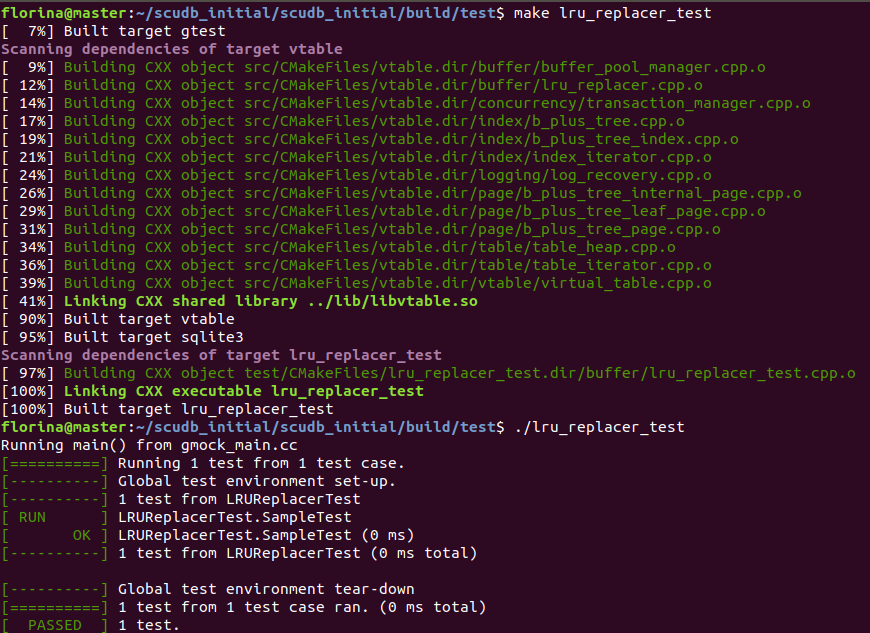 florina@master:~/scudb_initial/scudb_initial/build/test$ make lru_replacer_test
[  7%] Built target gtest
Scanning dependencies of target vtable
[  9%] Building CXX object src/CMakeFiles/vtable.dir/buffer/buffer_pool_manager.cpp.o
[ 12%] Building CXX object src/CMakeFiles/vtable.dir/buffer/lru_replacer.cpp.o
[ 14%] Building CXX object src/CMakeFiles/vtable.dir/concurrency/transaction_manager.cpp.o
[ 17%] Building CXX object src/CMakeFiles/vtable.dir/index/b_plus_tree.cpp.o
[ 19%] Building CXX object src/CMakeFiles/vtable.dir/index/b_plus_tree_index.cpp.o
[ 21%] Building CXX object src/CMakeFiles/vtable.dir/index/index_iterator.cpp.o
[ 24%] Building CXX object src/CMakeFiles/vtable.dir/logging/log_recovery.cpp.o
[ 26%] Building CXX object src/CMakeFiles/vtable.dir/page/b_plus_tree_internal_page.cpp.o
[ 29%] Building CXX object src/CMakeFiles/vtable.dir/page/b_plus_tree_leaf_page.cpp.o
[ 31%] Building CXX object src/CMakeFiles/vtable.dir/page/b_plus_tree_page.cpp.o
[ 34%] Building CXX object src/CMakeFiles/vtable.dir/table/table_heap.cpp.o
[ 36%] Building CXX object src/CMakeFiles/vtable.dir/table/table_iterator.cpp.o
[ 39%] Building CXX object src/CMakeFiles/vtable.dir/vtable/virtual_table.cpp.o
[ 41%] Linking CXX shared library ../lib/libvtable.so
[ 90%] Built target vtable
[ 95%] Built target sqlite3
Scanning dependencies of target lru_replacer_test
[ 97%] Building CXX object test/CMakeFiles/lru_replacer_test.dir/buffer/lru_replacer_test.cpp.o
[100%] Linking CXX executable lru_replacer_test
[100%] Built target lru_replacer_test
florina@master:~/scudb_initial/scudb_initial/build/test$ ./lru_replacer_test
Running main() from gmock_main.cc
[==========] Running 1 test from 1 test case.
[----------] Global test environment set-up.
[----------] 1 test from LRUReplacerTest
[ RUN      ] LRUReplacerTest.SampleTest
[       OK ] LRUReplacerTest.SampleTest (0 ms)
[----------] 1 test from LRUReplacerTest (0 ms total)
[----------] Global test environment tear-down
[==========] 1 test from 1 test case ran. (0 ms total)
[  PASSED  ] 1 test.